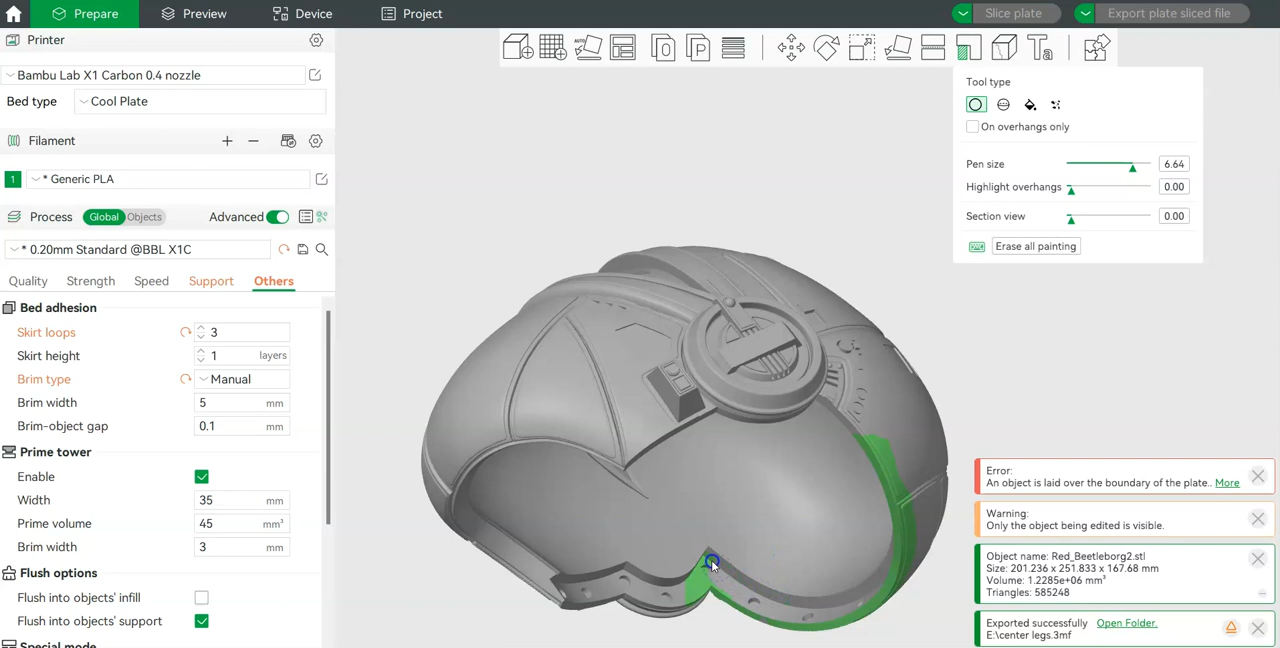 Prepare Preview Device Project Slice plate Export plate sliced file
Printer
Bambu Lab X1 Carbon 0.4 nozzle
Bed type Cool Plate
Filament
1 * Generic PLA
Process Global Objects Advanced
* 0.20mm Standard @BBL X1C
Quality Strength Speed Support Others
Bed adhesion
Skirt loops 3
Skirt height 1 layers
Brim type Manual
Brim width 5 mm
Brim-object gap 0.1 mm
Prime tower
Enable
Width 35 mm
Prime volume 45 mm³
Brim width 3 mm
Flush options
Flush into objects' infill
Flush into objects' support
Special mode
AUTO
O
P
Ta
Tool type
On overhangs only
Pen size 6.64
Highlight overhangs 0.00
Section view 0.00
Erase all painting
Error:
An object is laid over the boundary of the plate.. More
Warning:
Only the object being edited is visible.
Object name: Red_Beetleborg2.stl
Size: 201.236 x 251.833 x 167.68 mm
Volume: 1.2285e+06 mm³
Triangles: 585248
Exported successfully Open Folder.
E:\center legs.3mf